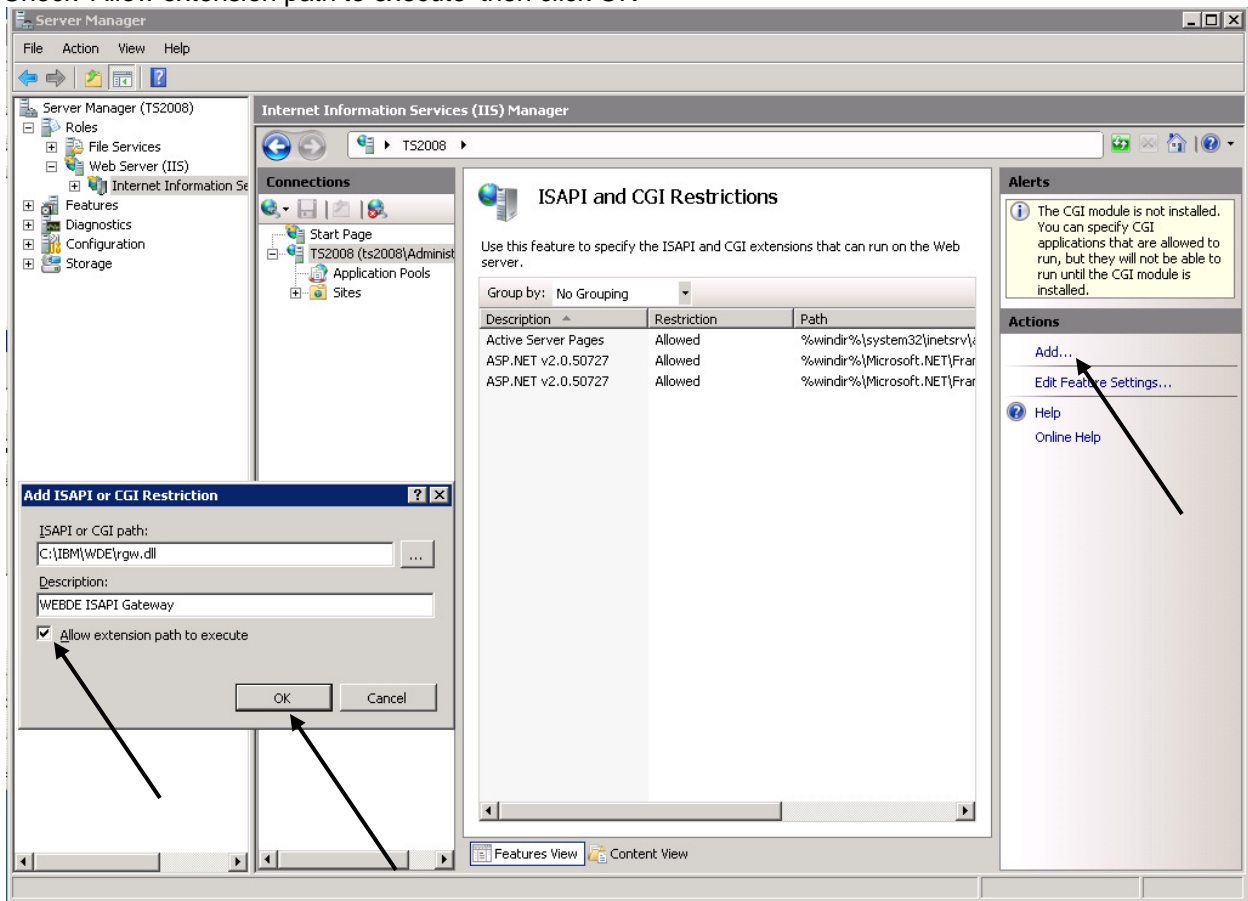 Server Manager
File Action View Help
Server Manager (TS2008)
Roles
File Services
Web Server (IIS)
Internet Information Se
Features
Diagnostics
Configuration
Storage
Internet Information Services (IIS) Manager
TS2008
Connections
Start Page
TS2008 (ts2008\Administ
Application Pools
Sites
ISAPI and CGI Restrictions
Use this feature to specify the ISAPI and CGI extensions that can run on the Web
server.
Group by: No Grouping
Description Restriction Path
Active Server Pages Allowed %windir%\system32\inetsrv\a
ASP.NET v2.0.50727 Allowed %windir%\Microsoft.NET\Fran
ASP.NET v2.0.50727 Allowed %windir%\Microsoft.NET\Fran
Features View Content View
Alerts
The CGI module is not installed.
You can specify CGI
applications that are allowed to
run, but they will not be able to
run until the CGI module is
installed.
Actions
Add...
Edit Feature Settings...
Help
Online Help
Add ISAPI or CGI Restriction
ISAPI or CGI path:
C:\IBM\WDE\rgw.dll
...
Description:
WEBDE ISAPI Gateway
Allow extension path to execute
OK Cancel